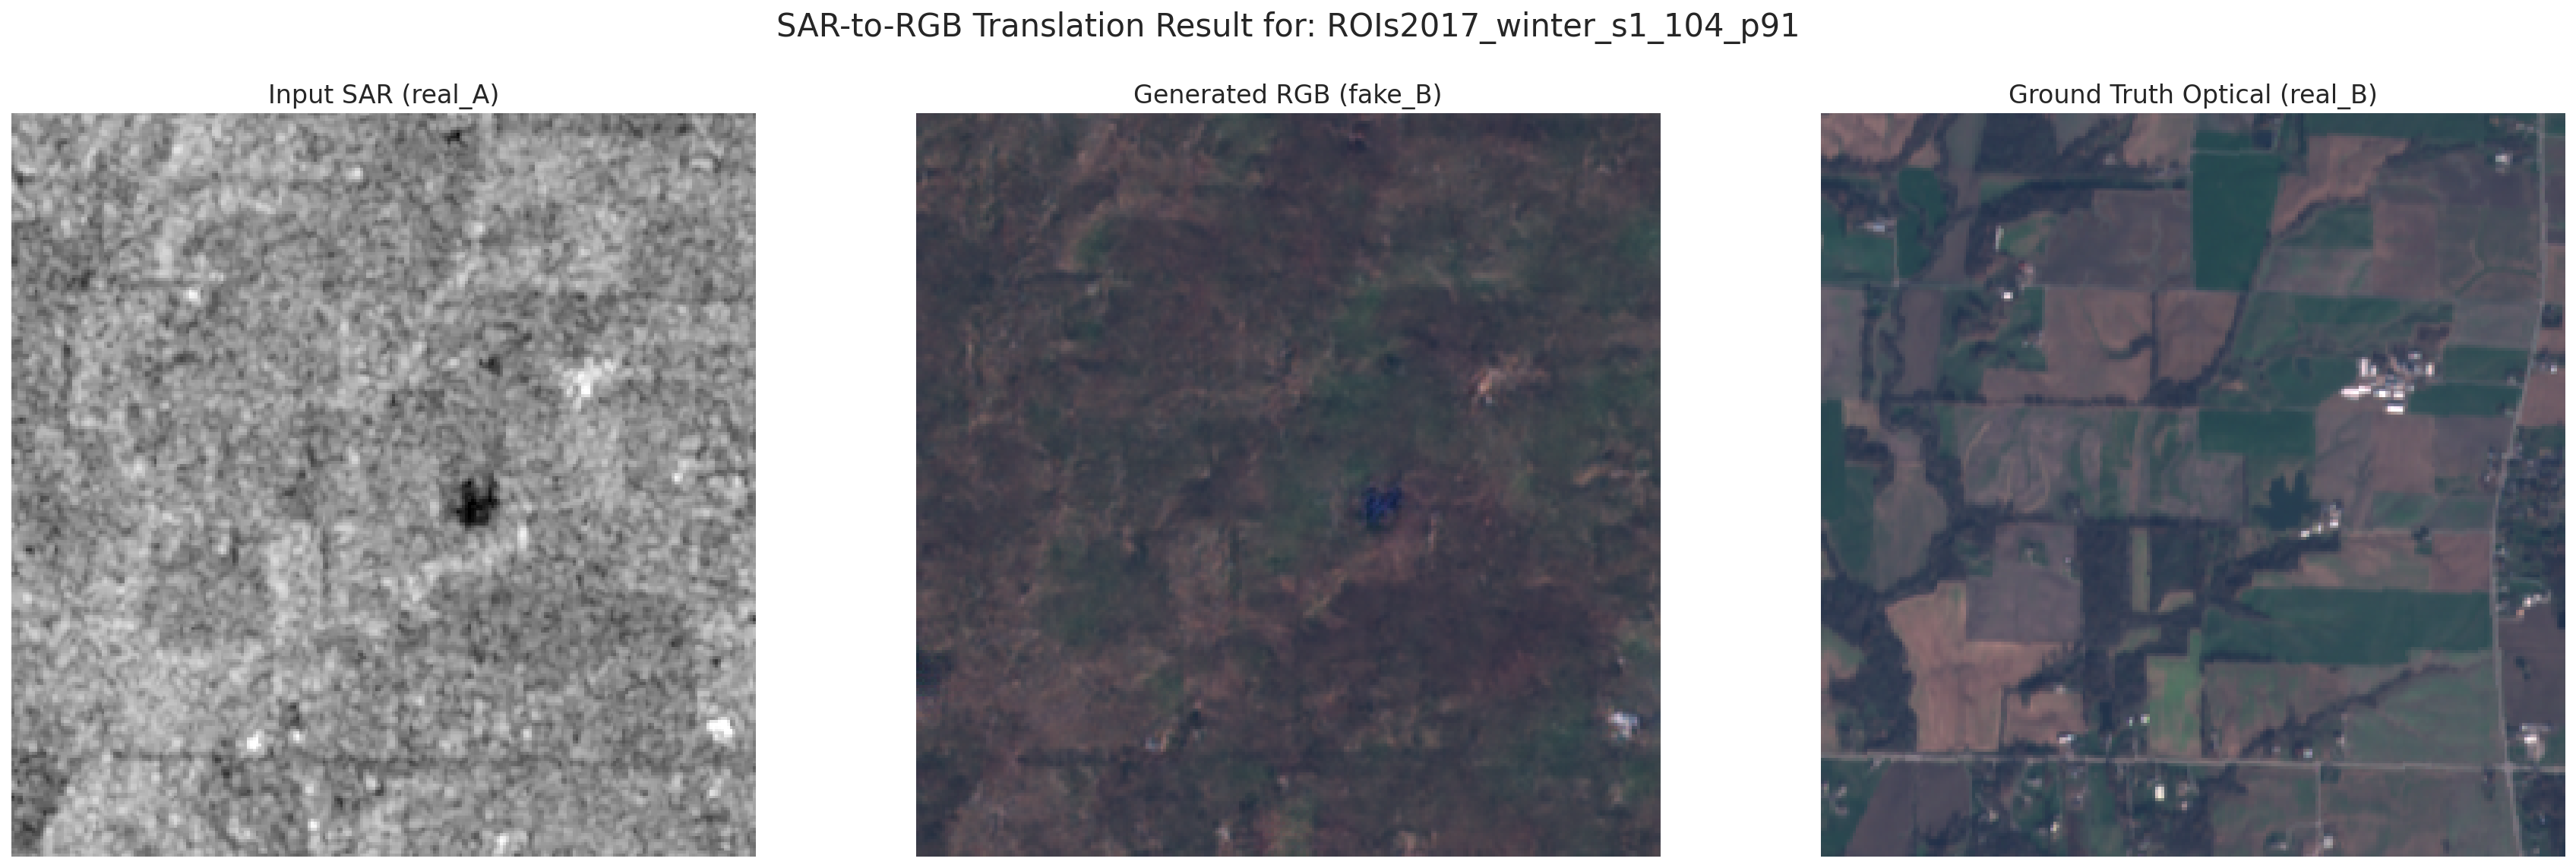 SAR-to-RGB Translation Result for: ROIs2017_winter_s1_104_p91
Input SAR (real_A)
Generated RGB (fake_B)
Ground Truth Optical (real_B)